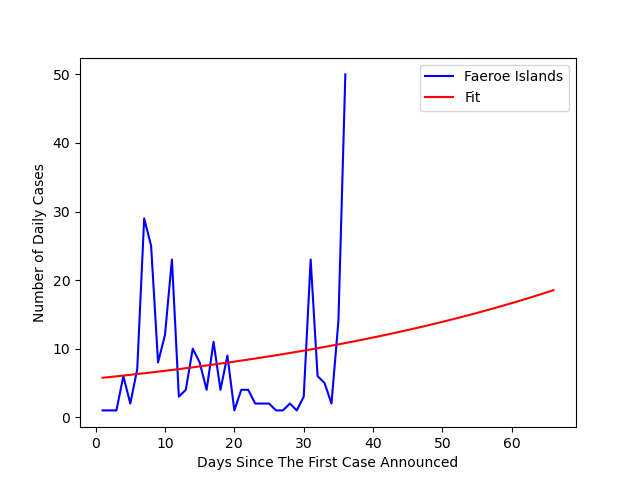 Faeroe Islands
Fit
50
40
30
20
10
0
0 10 20 30 40 50 60
Number of Daily Cases
Days Since The First Case Announced